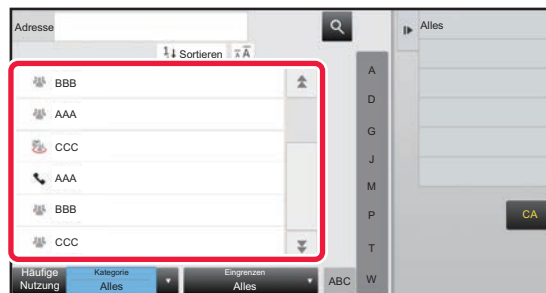 Adresse
Alles
Sortieren
A
BBB
D
AAA
G
CCC
J
AAA
M
BBB
P
CA
CCC
T
Häufige Nutzung
Kategorie
Alles
Eingrenzen
Alles
ABC
W